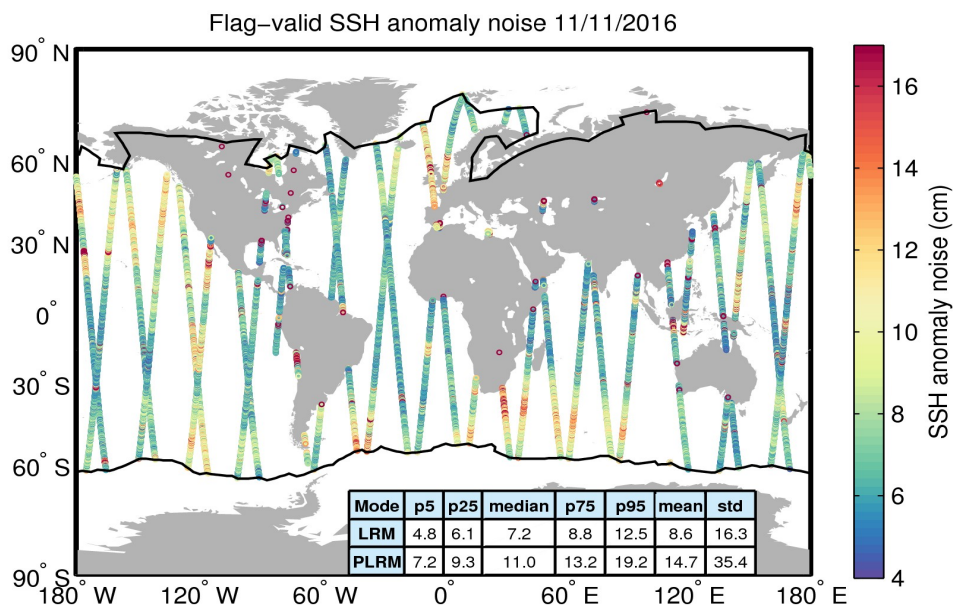 Flag−valid SSH anomaly noise 11/11/2016
90° N
60° N
30° N
0°
30° S
60° S
90° S
180° W 120° W 60° W 0° 60° E 120° E 180° E
Mode p5 p25 median p75 p95 mean std
LRM 4.8 6.1 7.2 8.8 12.5 8.6 16.3
PLRM 7.2 9.3 11.0 13.2 19.2 14.7 35.4
16
14
12
10
8
6
4
SSH anomaly noise (cm)